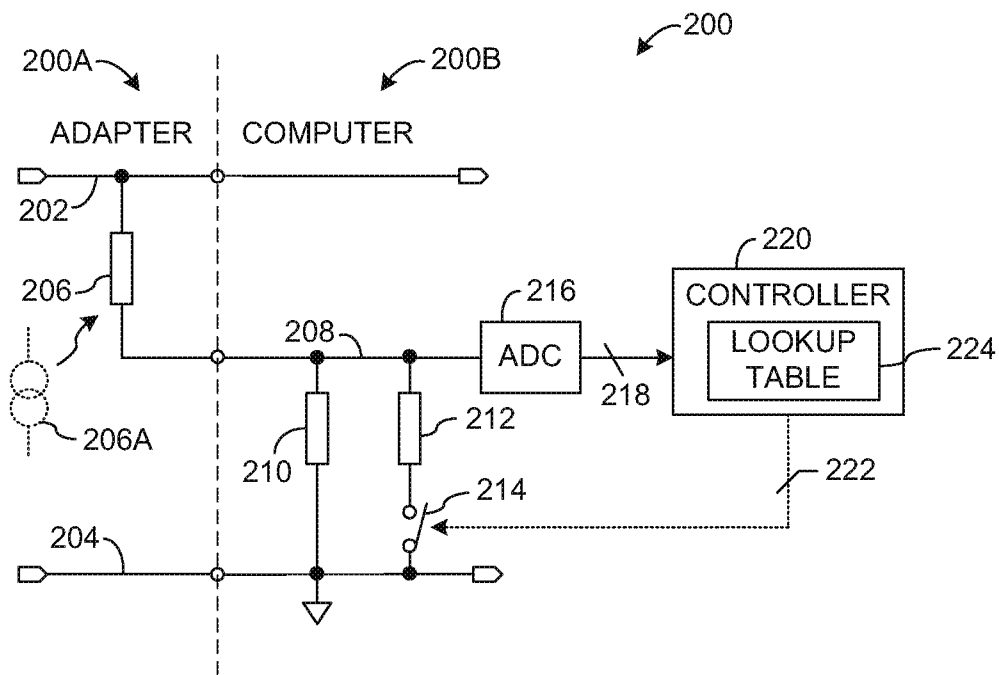 200
200A
200B
ADAPTER
COMPUTER
202
206
206A
208
210
212
214
204
216
ADC
218
220
CONTROLLER
LOOKUP
TABLE
224
222